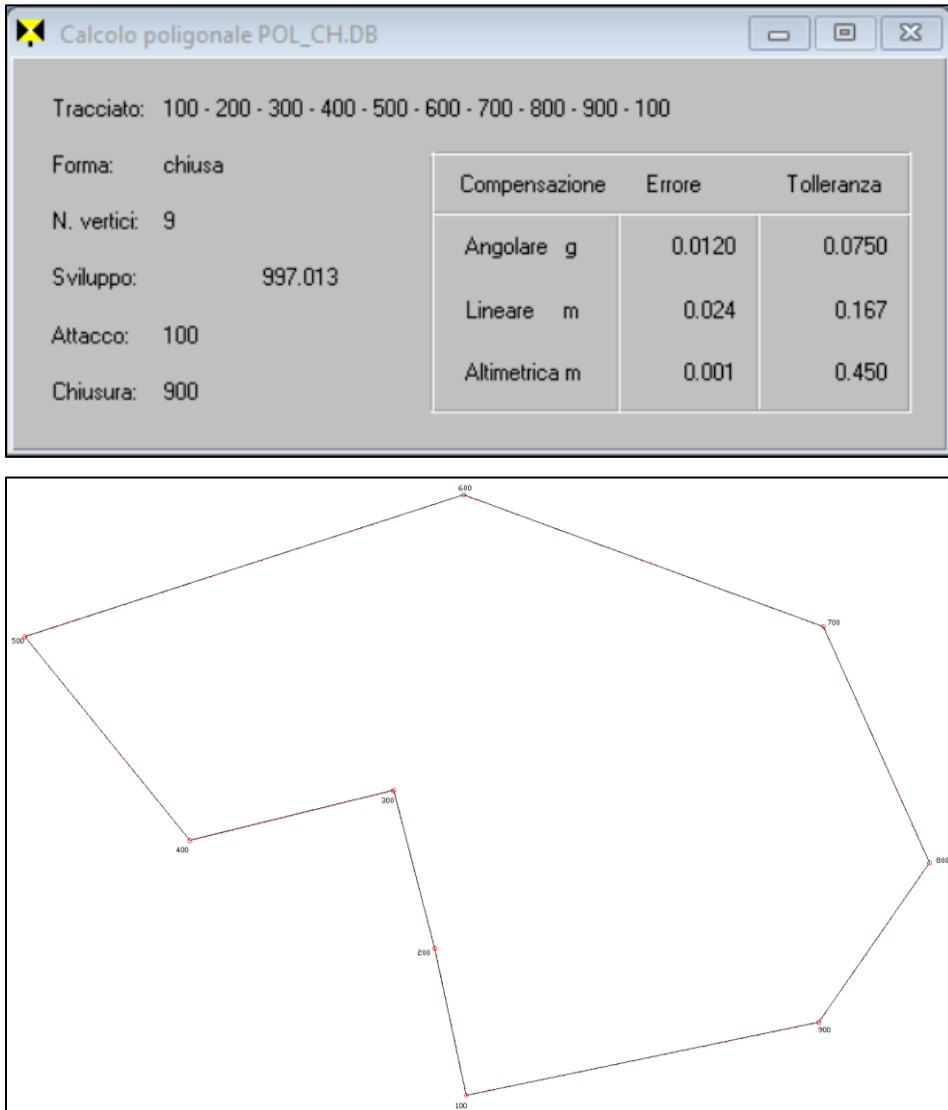 Calcolo poligonale POL_CH.DB
Tracciato: 100 - 200 - 300 - 400 - 500 - 600 - 700 - 800 - 900 - 100
Forma: chiusa
N. vertici: 9
Sviluppo: 997.013
Attacco: 100
Chiusura: 900
Compensazione Errore Tolleranza
Angolare g 0.0120 0.0750
Lineare m 0.024 0.167
Altimetrica m 0.001 0.450
600
700
500
300
400
800
200
900
100